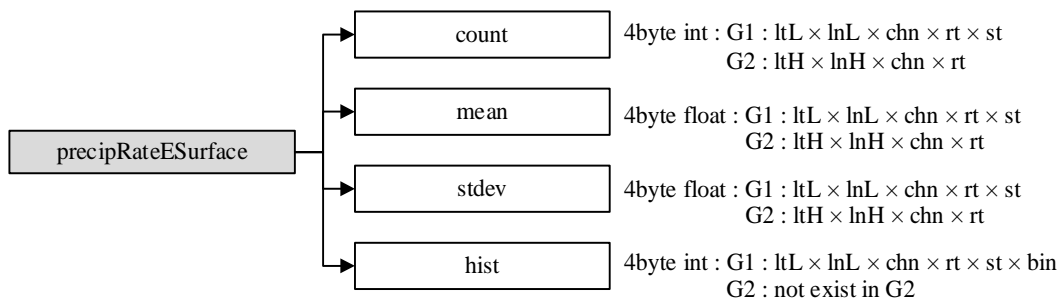 count
4byte int : G1 : ltL × lnL × chn × rt × st
G2 : ltH × lnH × chn × rt
mean
4byte float : G1 : ltL × lnL × chn × rt × st
G2 : ltH × lnH × chn × rt
precipRateESurface
stdev
4byte float : G1 : ltL × lnL × chn × rt × st
G2 : ltH × lnH × chn × rt
hist
4byte int : G1 : ltL × lnL × chn × rt × st × bin
G2 : not exist in G2